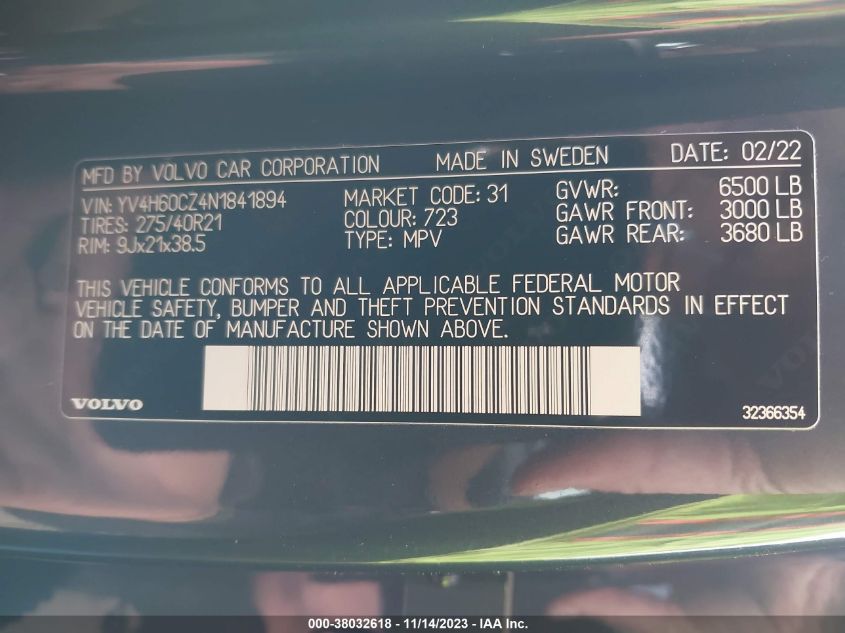 MFD BY VOLVO CAR CORPORATION MADE IN SWEDEN DATE: 02/22
VIN: YV4H60CZ4N1841894 MARKET CODE: 31 GVWR: 6500 LB
TIRES: 275/40R21 COLOUR: 723 GAWR FRONT: 3000 LB
RIM: 9Jx21x38.5 TYPE: MPV GAWR REAR: 3680 LB
THIS VEHICLE CONFORMS TO ALL APPLICABLE FEDERAL MOTOR
VEHICLE SAFETY, BUMPER AND THEFT PREVENTION STANDARDS IN EFFECT
ON THE DATE OF MANUFACTURE SHOWN ABOVE.
VOLVO 32366354
000-38032618 - 11/14/2023 - IAA Inc.